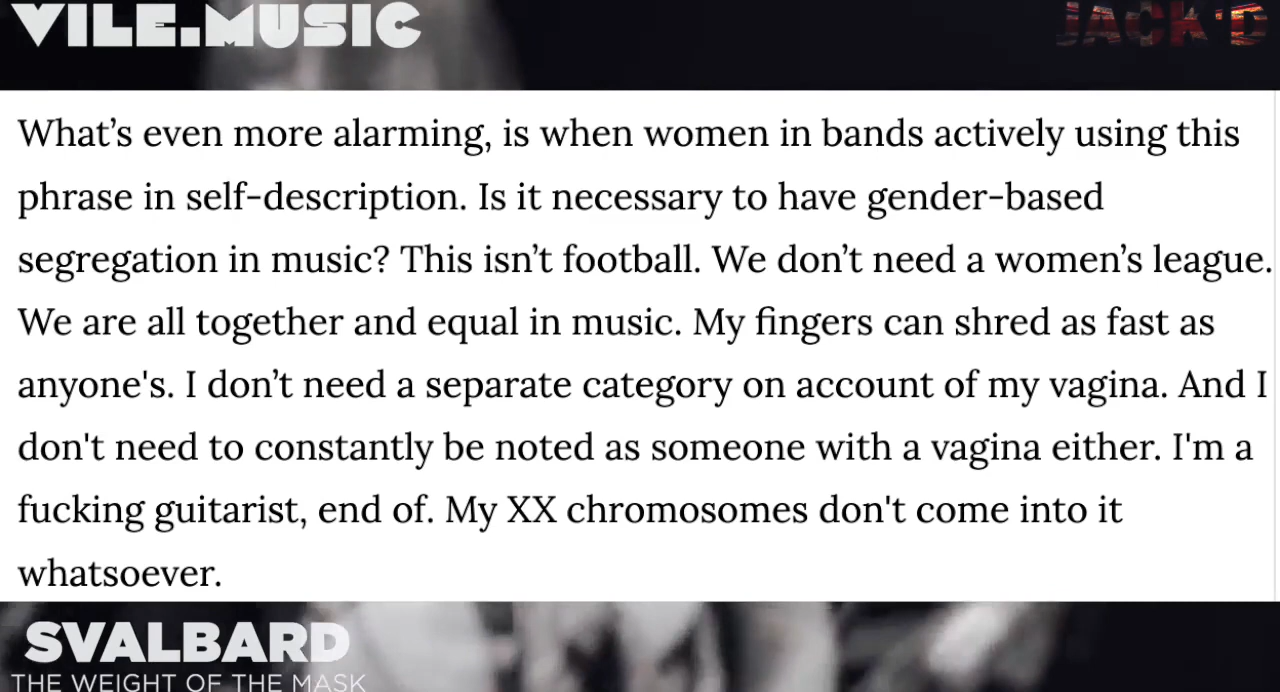 VILE.MUSIC
JACK'D
What’s even more alarming, is when women in bands actively using this
phrase in self-description. Is it necessary to have gender-based
segregation in music? This isn’t football. We don’t need a women’s league.
We are all together and equal in music. My fingers can shred as fast as
anyone's. I don’t need a separate category on account of my vagina. And I
don't need to constantly be noted as someone with a vagina either. I'm a
fucking guitarist, end of. My XX chromosomes don't come into it
whatsoever.
SVALBARD
THE WEIGHT OF THE MASK